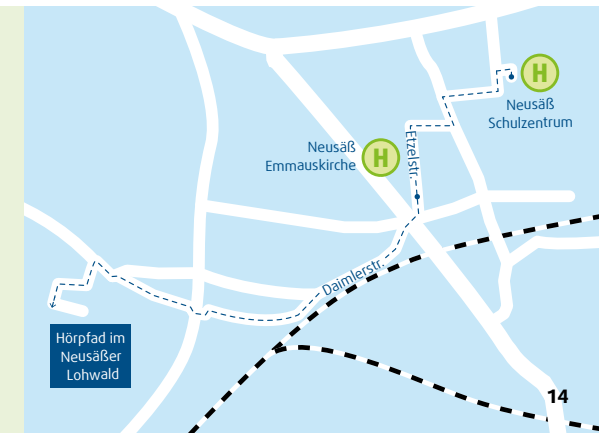 H
Neusäß
Schulzentrum
Neusäß
Emmauskirche
H
Etzelstr.
Daimlerstr.
Hörpfad im
Neusäßer
Lohwald
14